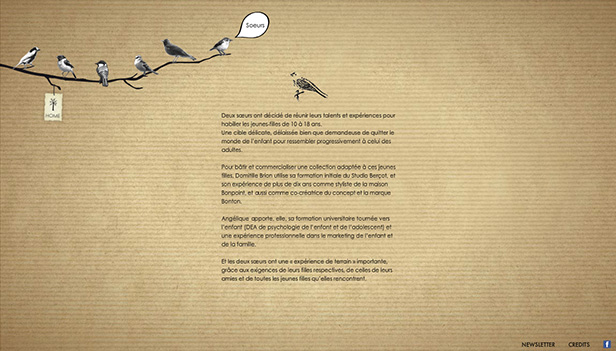 Soeurs
HOME
Deux sœurs ont décidé de réunir leurs talents et expériences pour
habiller les jeunes-filles de 10 à 18 ans.
Une cible délicate, délaissée bien que demandeuse de quitter le
monde de l'enfant pour ressembler progressivement à celui des
adultes.
Pour bâtir et commercialiser une collection adaptée à ces jeunes
filles, Domitille Brion utilise sa formation initiale du Studio Berçot, et
son expérience de plus de dix ans comme styliste de la maison
Bonpoint, et aussi comme co-créatrice du concept et la marque
Bonton.
Angélique apporte, elle, sa formation universitaire tournée vers
l'enfant (DEA de psychologie de l'enfant et de l'adolescent) et
une expérience professionnelle dans le marketing de l'enfant et
de la famille.
Et les deux sœurs ont une « expérience de terrain » importante,
grâce aux exigences de leurs filles respectives, de celles de leurs
amies et de toutes les jeunes filles qu'elles rencontrent.
NEWSLETTER CREDITS f